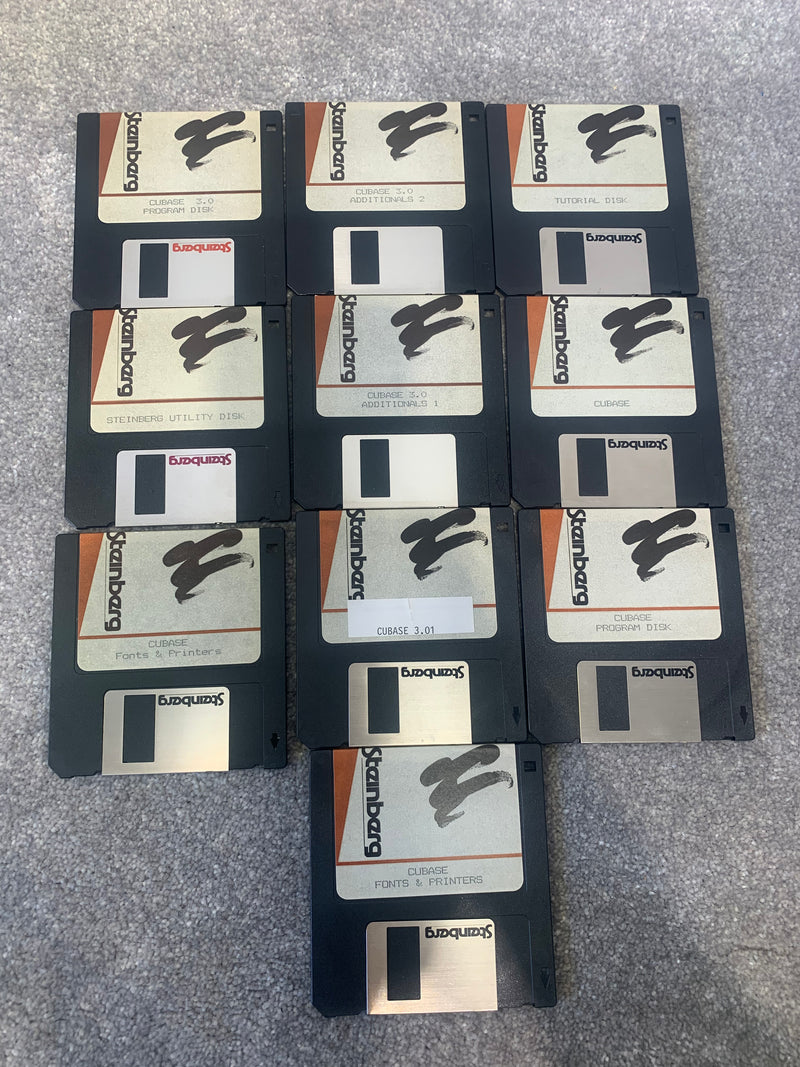 Steinberg
CUBASE 3.0
PROGRAM DISK
Steinberg
Steinberg
CUBASE 3.0
ADDITIONALS 2
Steinberg
TUTORIAL DISK
Steinberg
Steinberg
STEINBERG UTILITY DISK
Steinberg
Steinberg
CUBASE 3.0
ADDITIONALS 1
Steinberg
CUBASE
Steinberg
Steinberg
CUBASE
Fonts & Printers
Steinberg
Steinberg
CUBASE 3.01
Steinberg
Steinberg
CUBASE
PROGRAM DISK
Steinberg
Steinberg
CUBASE
FONTS & PRINTERS
Steinberg